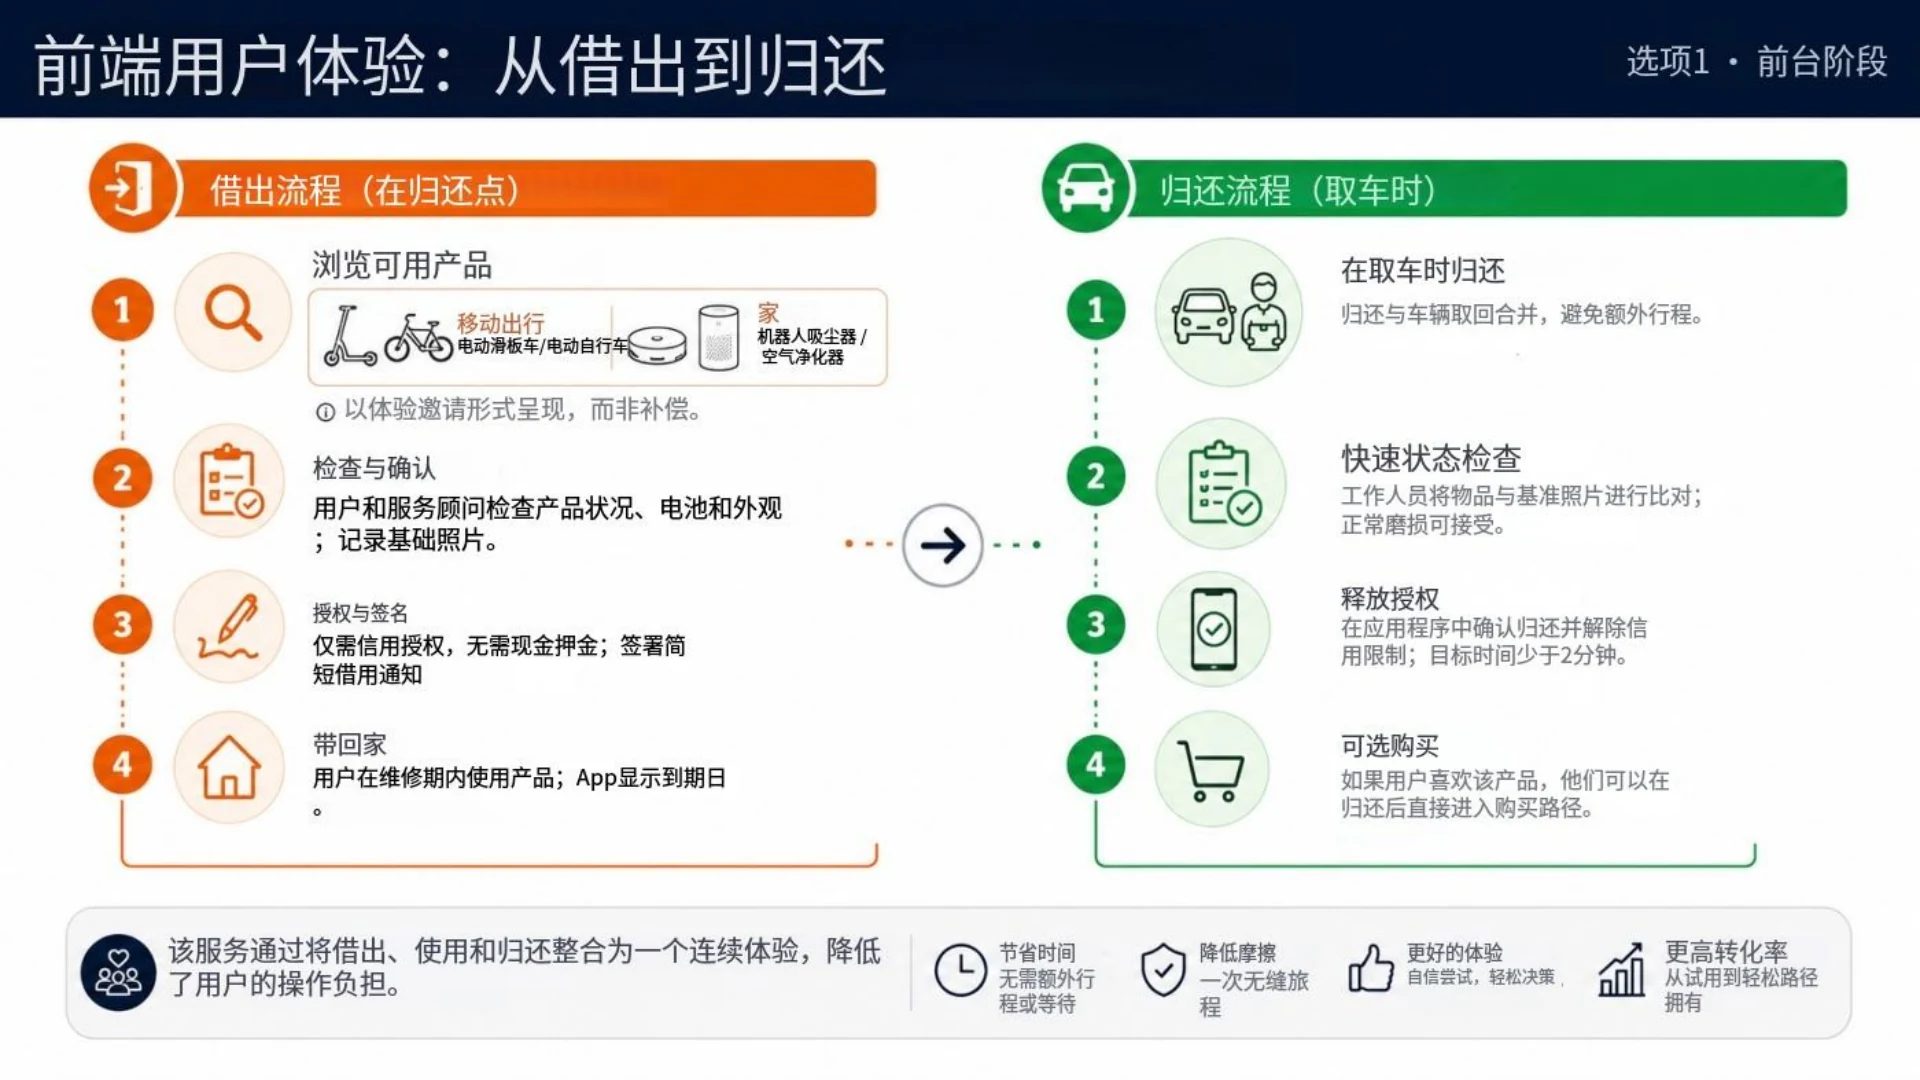 前端用户体验：从借出到归还
选项1 · 前台阶段
借出流程（在归还点）
1
浏览可用产品
移动出行
电动滑板车/电动自行车
家
机器人吸尘器 /
空气净化器
以体验邀请形式呈现，而非补偿。
2
检查与确认
用户和服务顾问检查产品状况、电池和外观
；记录基础照片。
3
授权与签名
仅需信用授权，无需现金押金；签署简
短借用通知
4
带回家
用户在维修期内使用产品；App显示到期日
。
归还流程（取车时）
1
在取车时归还
归还与车辆取回合并，避免额外行程。
2
快速状态检查
工作人员将物品与基准照片进行比对；
正常磨损可接受。
3
释放授权
在应用程序中确认归还并解除信
用限制；目标时间少于2分钟。
4
可选购买
如果用户喜欢该产品，他们可以在
归还后直接进入购买路径。
该服务通过将借出、使用和归还整合为一个连续体验，降低
了用户的操作负担。
节省时间
无需额外行
程或等待
降低摩擦
一次无缝旅
程
更好的体验
自信尝试，轻松决策．
更高转化率
从试用到轻松路径
拥有